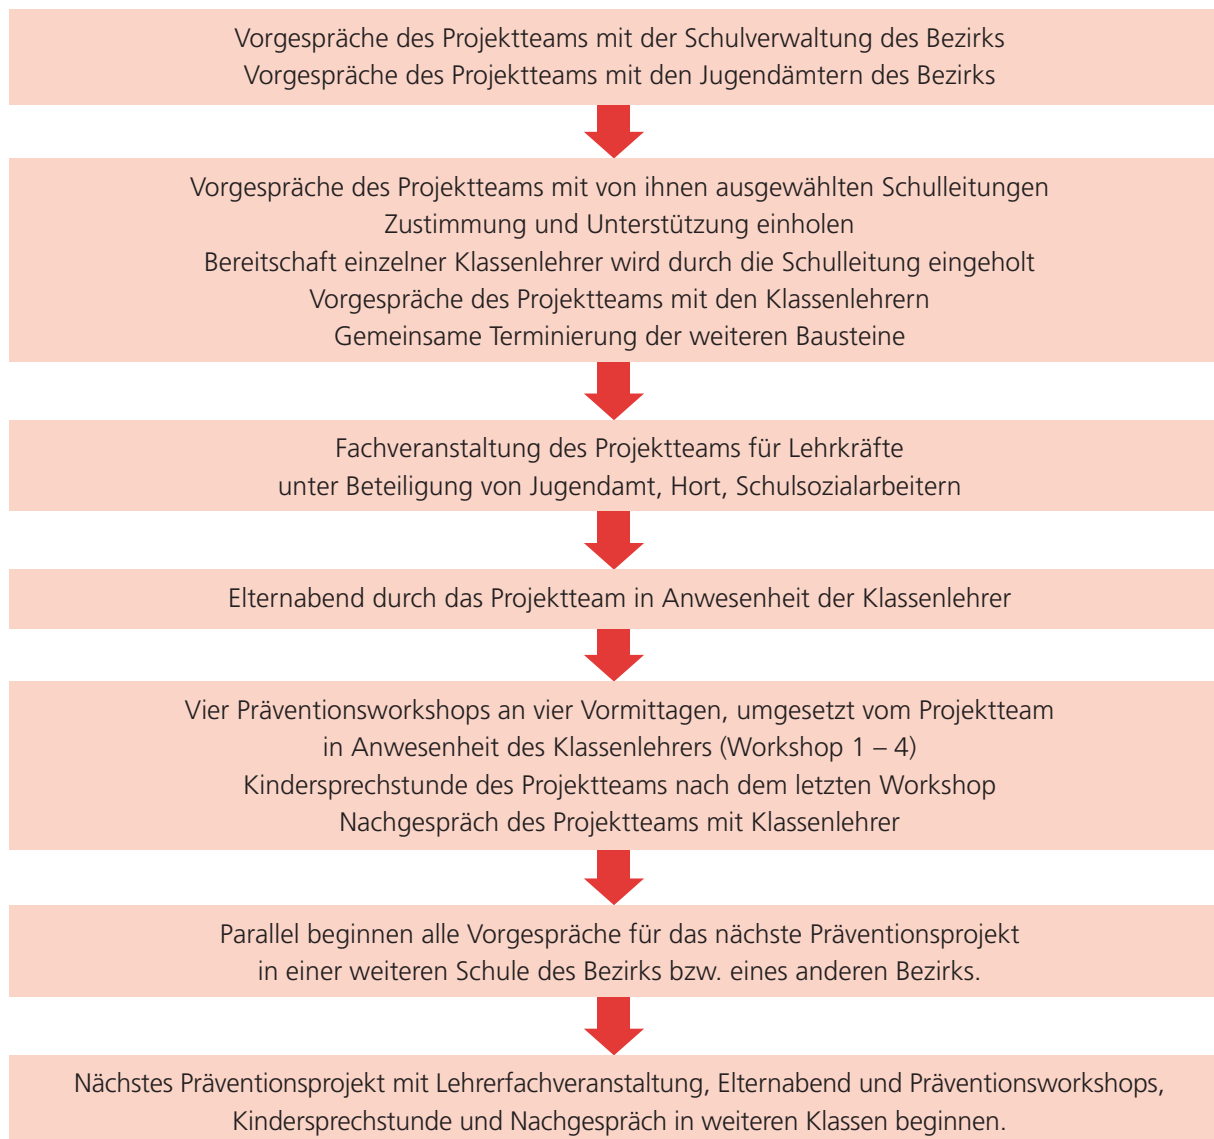 Vorgespräche des Projektteams mit der Schulverwaltung des Bezirks
Vorgespräche des Projektteams mit den Jugendämtern des Bezirks
Vorgespräche des Projektteams mit von ihnen ausgewählten Schulleitungen
Zustimmung und Unterstützung einholen
Bereitschaft einzelner Klassenlehrer wird durch die Schulleitung eingeholt
Vorgespräche des Projektteams mit den Klassenlehrern
Gemeinsame Terminierung der weiteren Bausteine
Fachveranstaltung des Projektteams für Lehrkräfte
unter Beteiligung von Jugendamt, Hort, Schulsozialarbeitern
Elternabend durch das Projektteam in Anwesenheit der Klassenlehrer
Vier Präventionsworkshops an vier Vormittagen, umgesetzt vom Projektteam
in Anwesenheit des Klassenlehrers (Workshop 1 – 4)
Kindersprechstunde des Projektteams nach dem letzten Workshop
Nachgespräch des Projektteams mit Klassenlehrer
Parallel beginnen alle Vorgespräche für das nächste Präventionsprojekt
in einer weiteren Schule des Bezirks bzw. eines anderen Bezirks.
Nächstes Präventionsprojekt mit Lehrerfachveranstaltung, Elternabend und Präventionsworkshops,
Kindersprechstunde und Nachgespräch in weiteren Klassen beginnen.